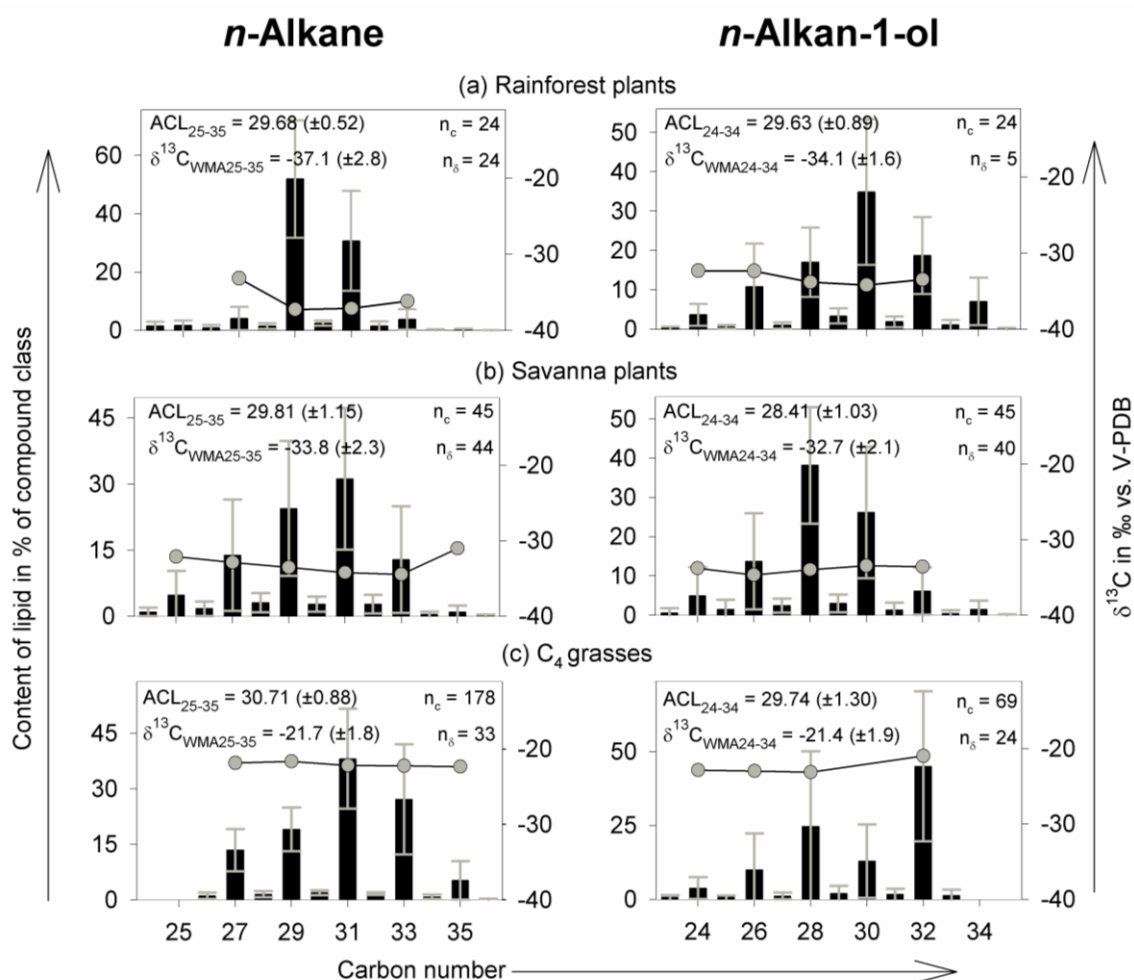 n-Alkane
n-Alkan-1-ol
(a) Rainforest plants
ACL25-35 = 29.68 (±0.52)
nc = 24
δ13CWMA25-35 = -37.1 (±2.8)
nδ = 24
60
40
20
0
-20
-30
-40
ACL24-34 = 29.63 (±0.89)
nc = 24
δ13CWMA24-34 = -34.1 (±1.6)
nδ = 5
50
40
30
20
10
0
-20
-30
-40
(b) Savanna plants
ACL25-35 = 29.81 (±1.15)
nc = 45
δ13CWMA25-35 = -33.8 (±2.3)
nδ = 44
45
30
15
0
-20
-30
-40
ACL24-34 = 28.41 (±1.03)
nc = 45
δ13CWMA24-34 = -32.7 (±2.1)
nδ = 40
50
40
30
20
10
0
-20
-30
-40
(c) C4 grasses
ACL25-35 = 30.71 (±0.88)
nc = 178
δ13CWMA25-35 = -21.7 (±1.8)
nδ = 33
45
30
15
0
-20
-30
-40
25 27 29 31 33 35
ACL24-34 = 29.74 (±1.30)
nc = 69
δ13CWMA24-34 = -21.4 (±1.9)
nδ = 24
50
25
0
-20
-30
-40
24 26 28 30 32 34
Content of lipid in % of compound class
δ13C in ‰ vs. V-PDB
Carbon number